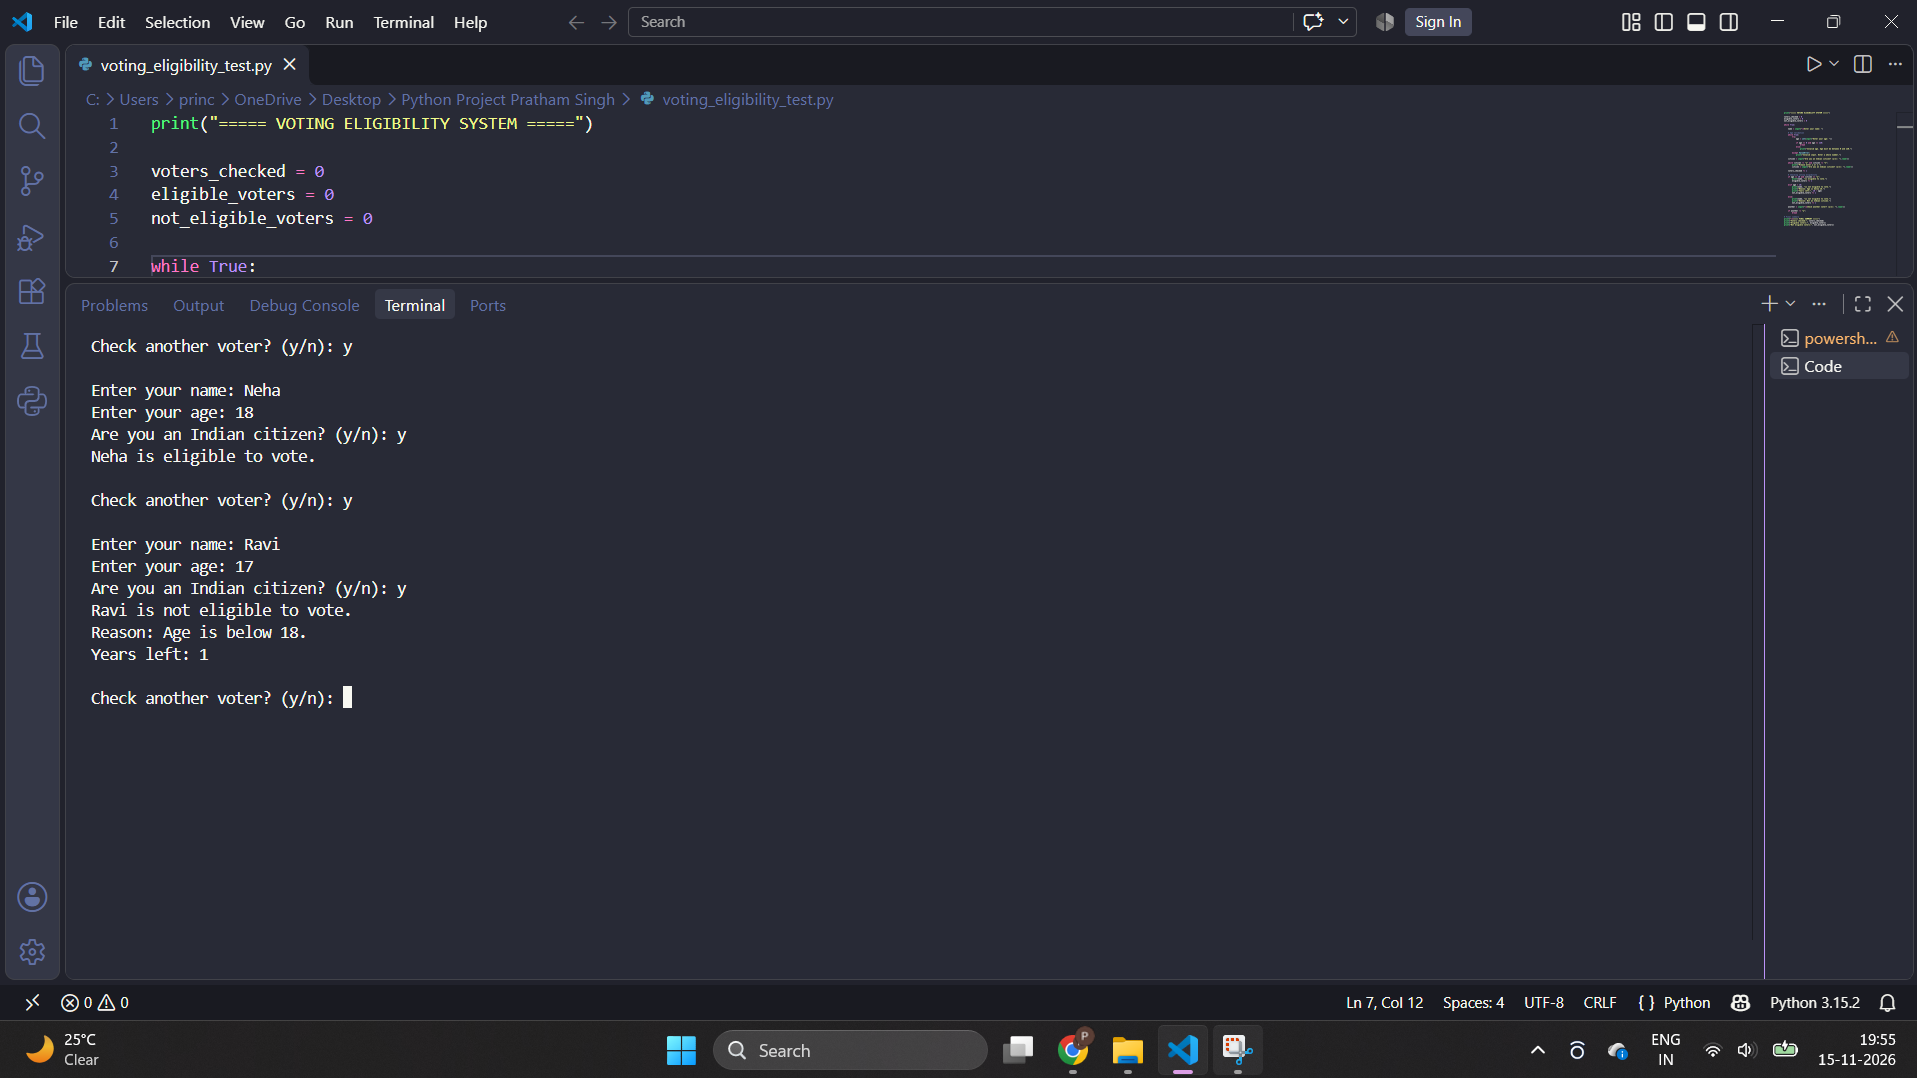 File Edit Selection View Go Run Terminal Help
Search
Sign In
voting_eligibility_test.py
C: > Users > princ > OneDrive > Desktop > Python Project Pratham Singh > voting_eligibility_test.py
1 print("===== VOTING ELIGIBILITY SYSTEM =====")
2
3 voters_checked = 0
4 eligible_voters = 0
5 not_eligible_voters = 0
6
7 while True:
Problems Output Debug Console Terminal Ports
Check another voter? (y/n): y
Enter your name: Neha
Enter your age: 18
Are you an Indian citizen? (y/n): y
Neha is eligible to vote.
Check another voter? (y/n): y
Enter your name: Ravi
Enter your age: 17
Are you an Indian citizen? (y/n): y
Ravi is not eligible to vote.
Reason: Age is below 18.
Years left: 1
Check another voter? (y/n):
powersh...
Code
0 0
Ln 7, Col 12 Spaces: 4 UTF-8 CRLF { } Python Python 3.15.2
25°C
Clear
Search
P
ENG
IN
19:55
15-11-2026